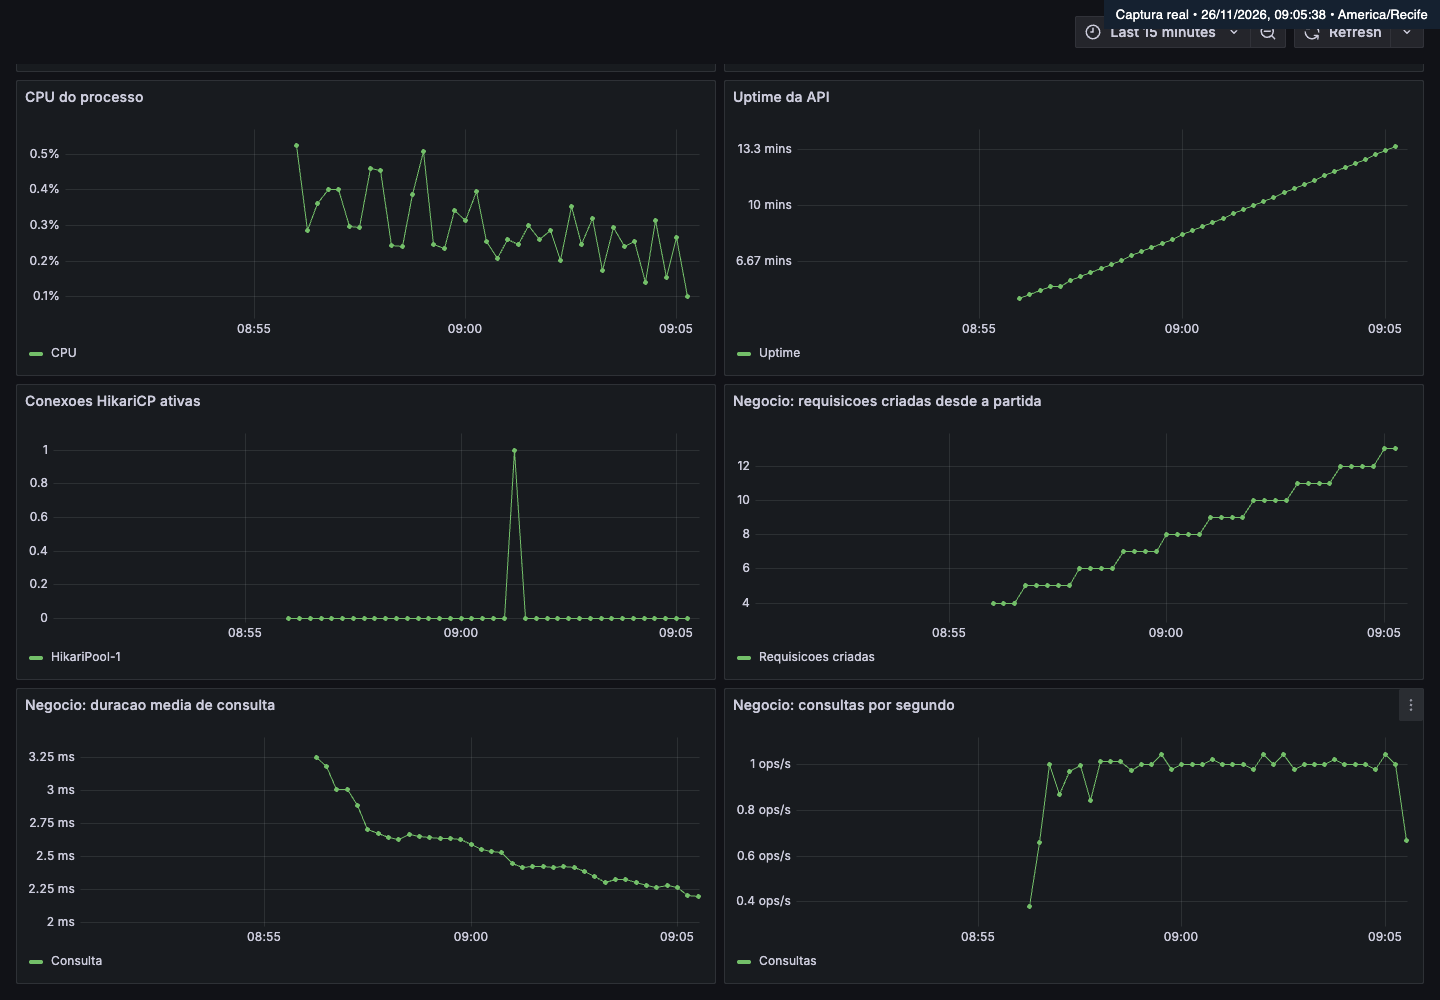 Captura real • 26/11/2026, 09:05:38 • America/Recife
Last 15 minutes
Refresh
CPU do processo
0.5%
0.4%
0.3%
0.2%
0.1%
08:55
09:00
09:05
CPU
Uptime da API
13.3 mins
10 mins
6.67 mins
08:55
09:00
09:05
Uptime
Conexoes HikariCP ativas
1
0.8
0.6
0.4
0.2
0
08:55
09:00
09:05
HikariPool-1
Negocio: requisicoes criadas desde a partida
12
10
8
6
4
08:55
09:00
09:05
Requisicoes criadas
Negocio: duracao media de consulta
3.25 ms
3 ms
2.75 ms
2.5 ms
2.25 ms
2 ms
08:55
09:00
09:05
Consulta
Negocio: consultas por segundo
1 ops/s
0.8 ops/s
0.6 ops/s
0.4 ops/s
08:55
09:00
09:05
Consultas